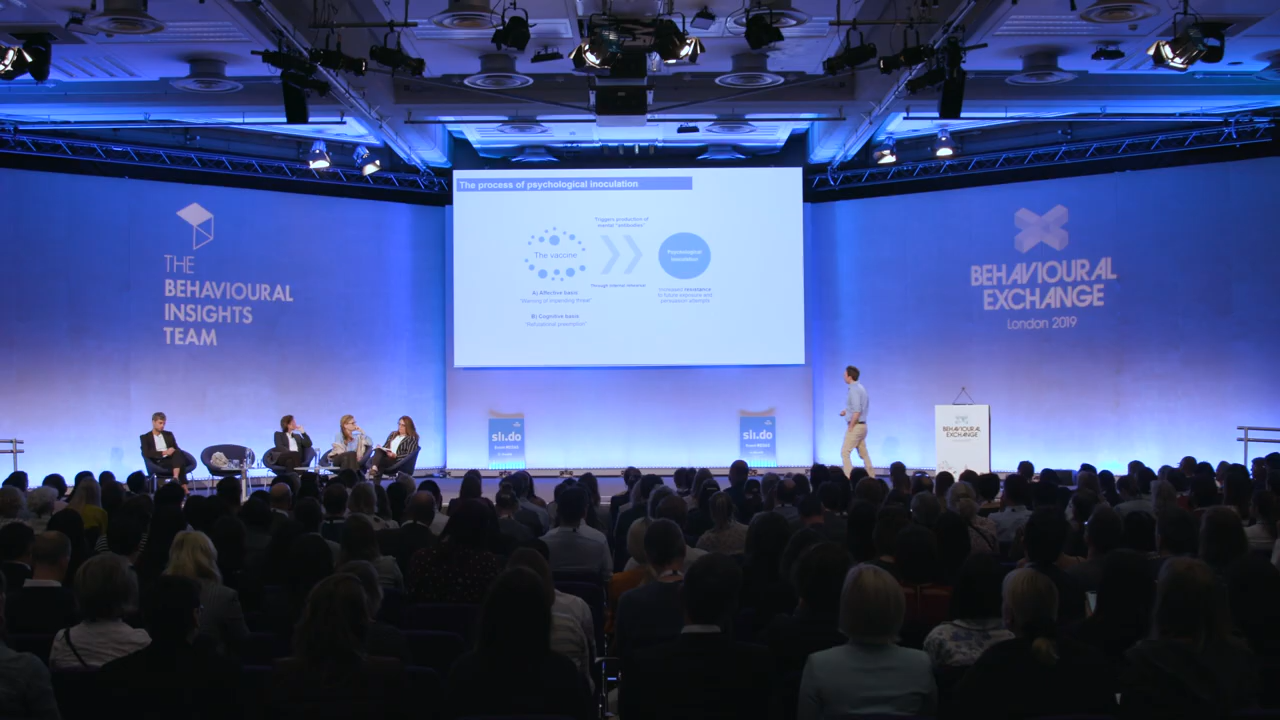 The process of psychological inoculation
Triggers production of
mental "antibodies"
The vaccine
Psychological
inoculation
Through internal
A) Affective basis
"Warning of impending threat"
Increased resistance
to future exposure and
persuasion attempts
B) Cognitive basis
"Refutational preemption"
THE
BEHAVIOURAL
INSIGHTS
TEAM
BEHAVIOURAL
EXCHANGE
London 2019
sli.do
sli.do
BEHAVIOURAL
EXCHANGE